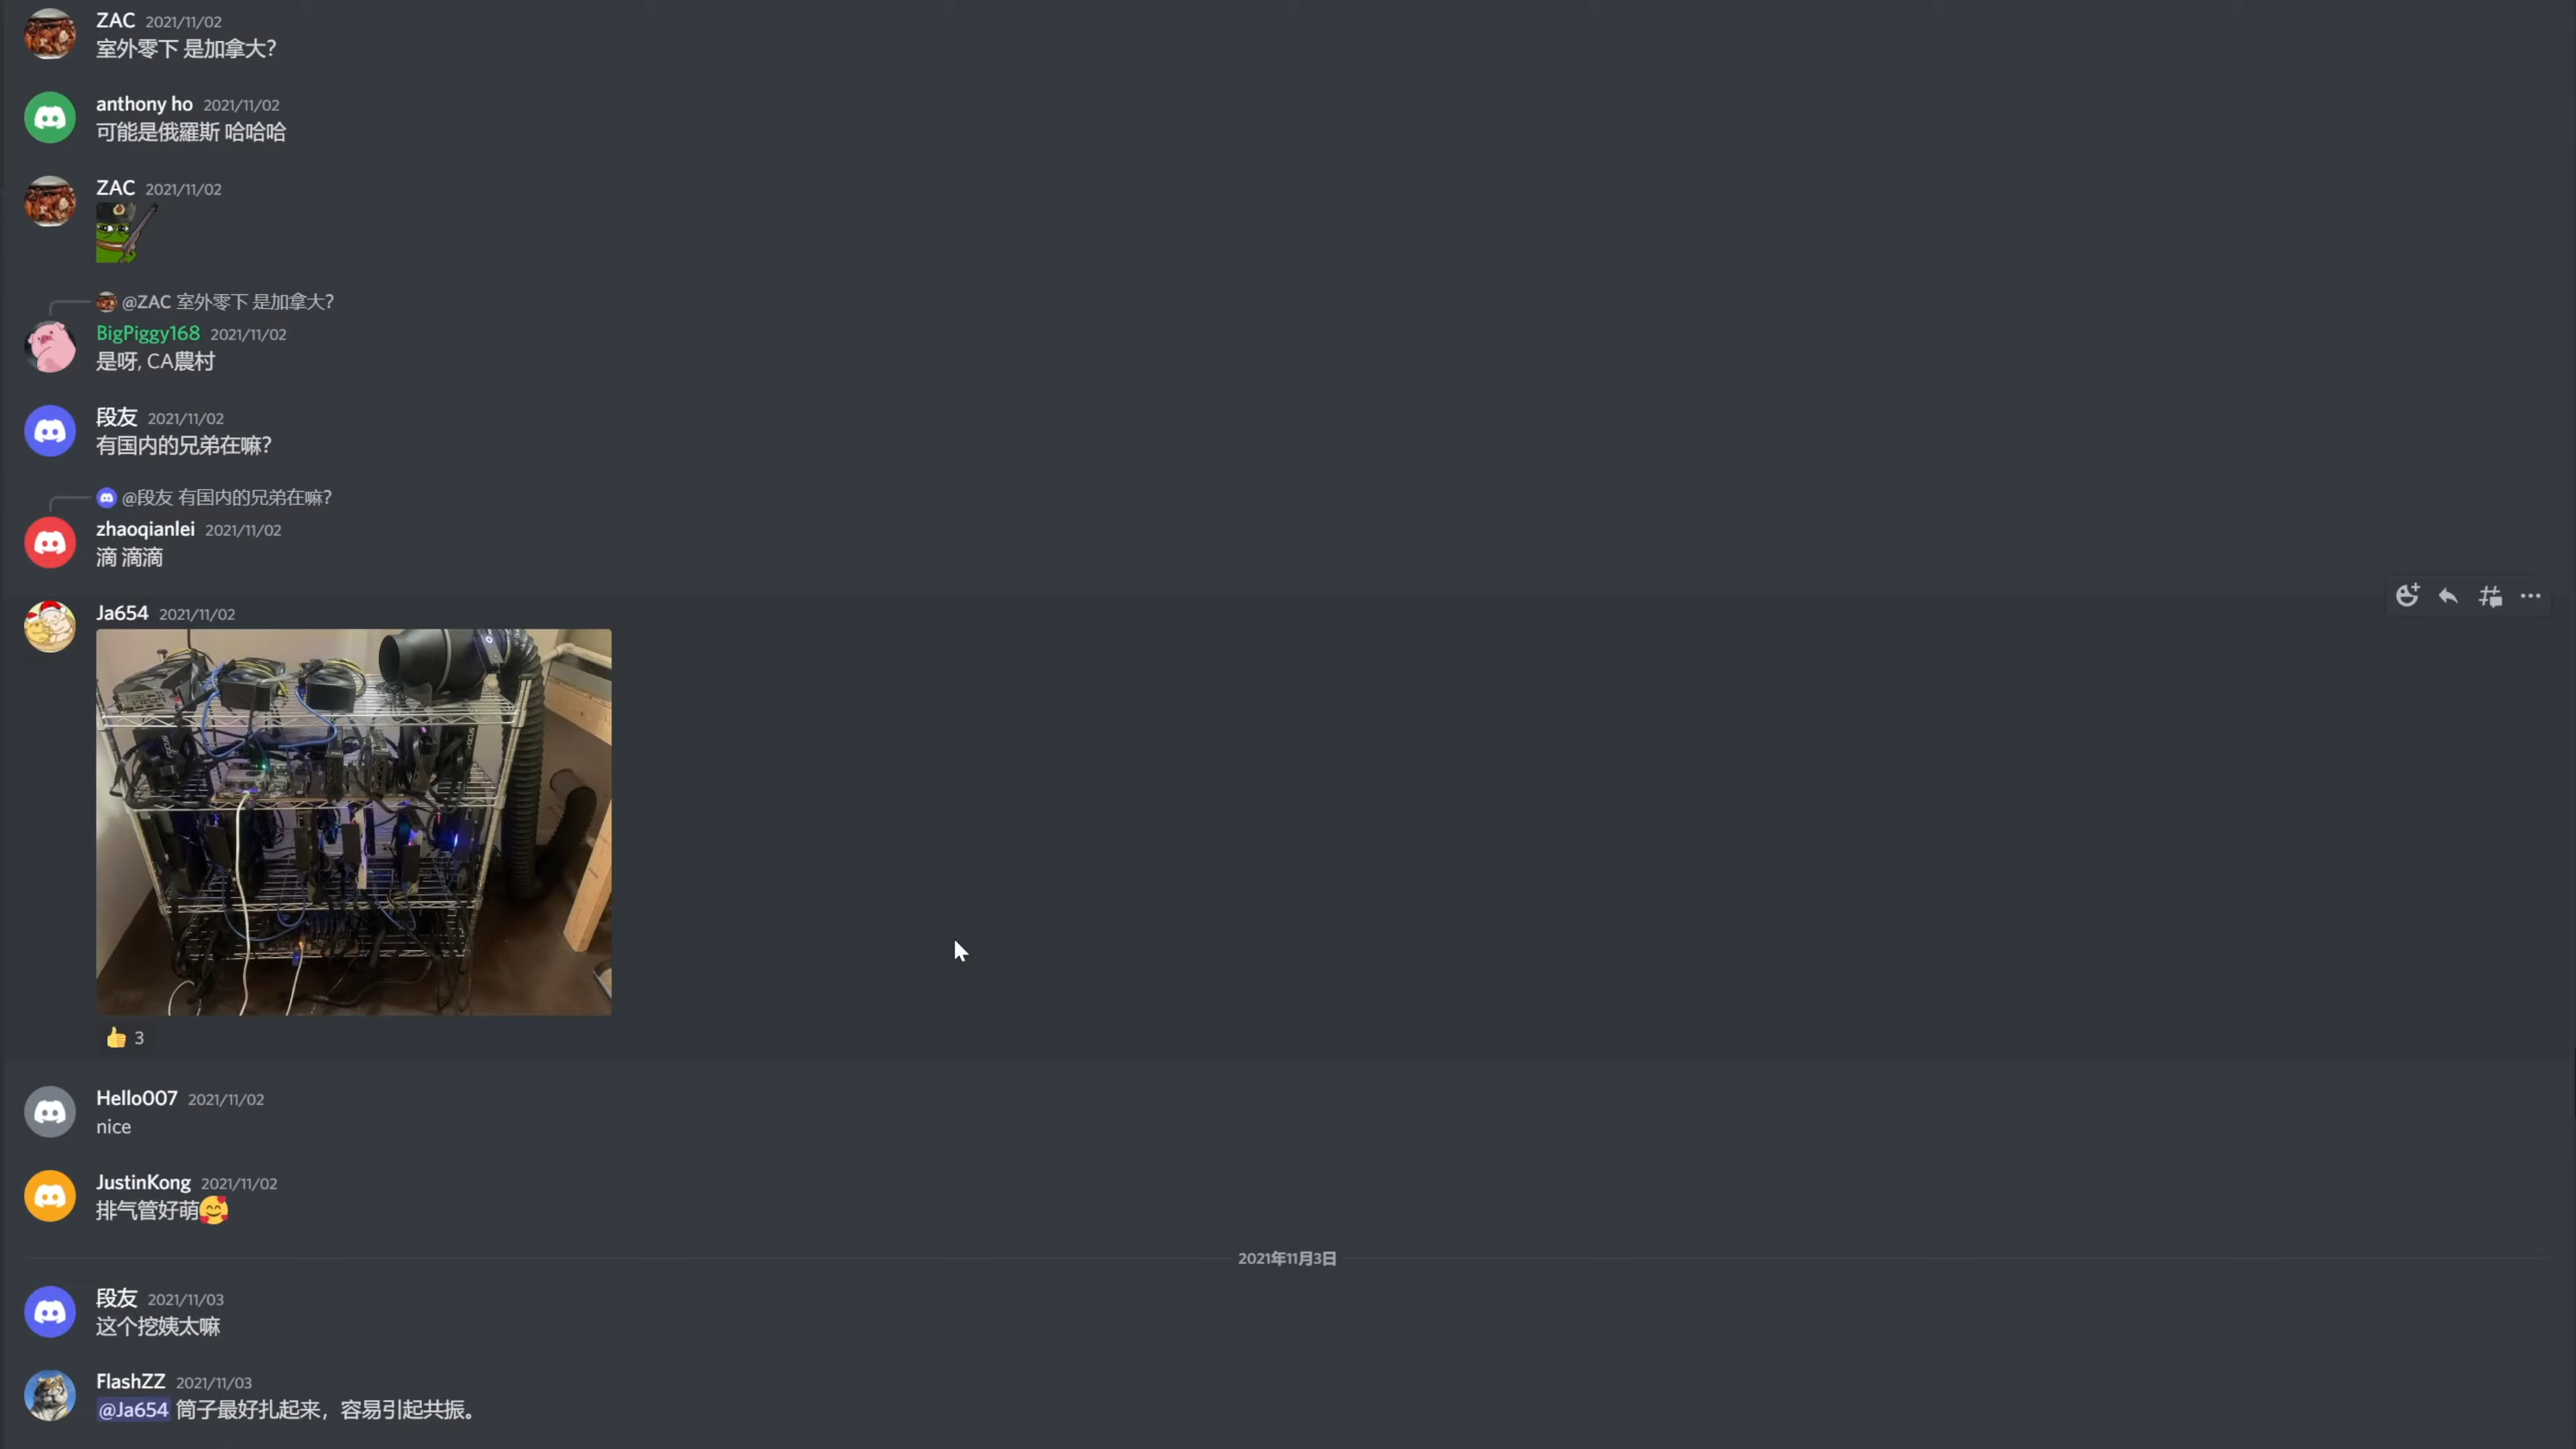 ZAC 2021/11/02
室外零下 是加拿大?
anthony ho 2021/11/02
可能是俄羅斯 哈哈哈
ZAC 2021/11/02
@ZAC 室外零下 是加拿大?
BigPiggy168 2021/11/02
是呀, CA農村
段友 2021/11/02
有国内的兄弟在嘛?
@段友 有国内的兄弟在嘛?
zhaoqianlei 2021/11/02
滴 滴滴
Ja654 2021/11/02
👍 3
Hello007 2021/11/02
nice
JustinKong 2021/11/02
排气管好萌🥰
2021年11月3日
段友 2021/11/03
这个挖姨太嘛
FlashZZ 2021/11/03
@Ja654 筒子最好扎起来，容易引起共振。